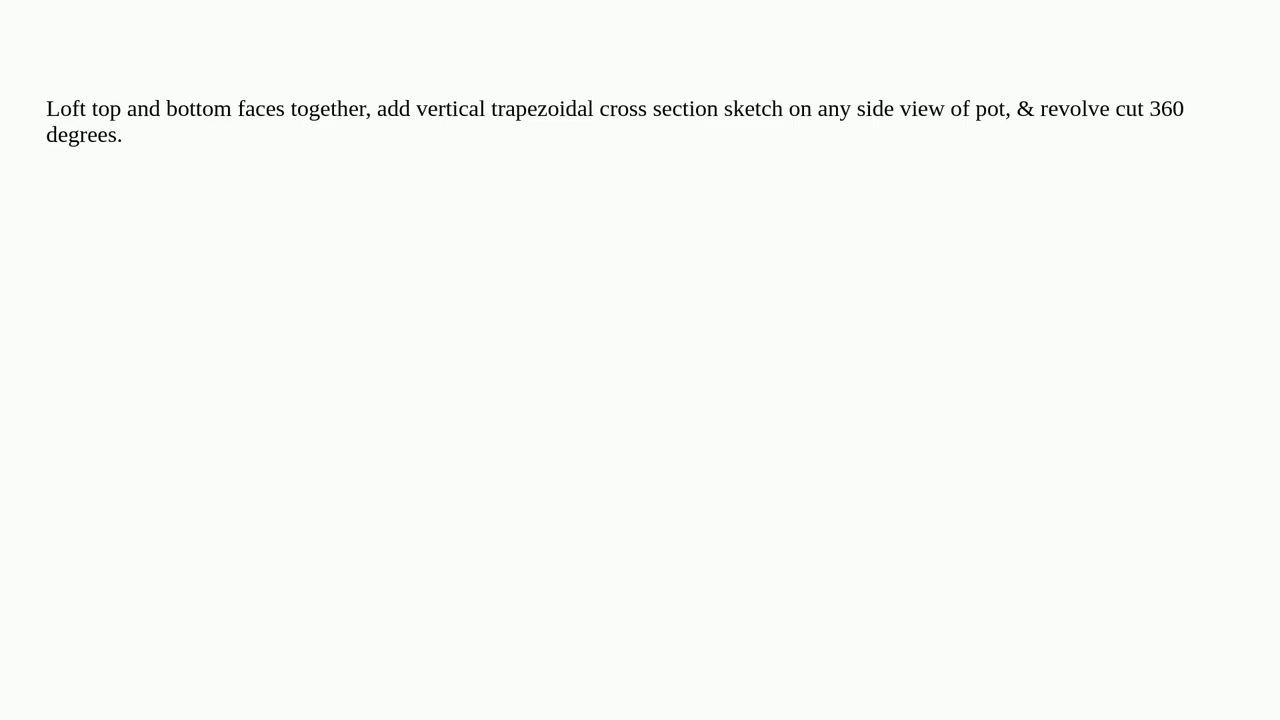 Loft top and bottom faces together, add vertical trapezoidal cross section sketch on any side view of pot, & revolve cut 360
degrees.